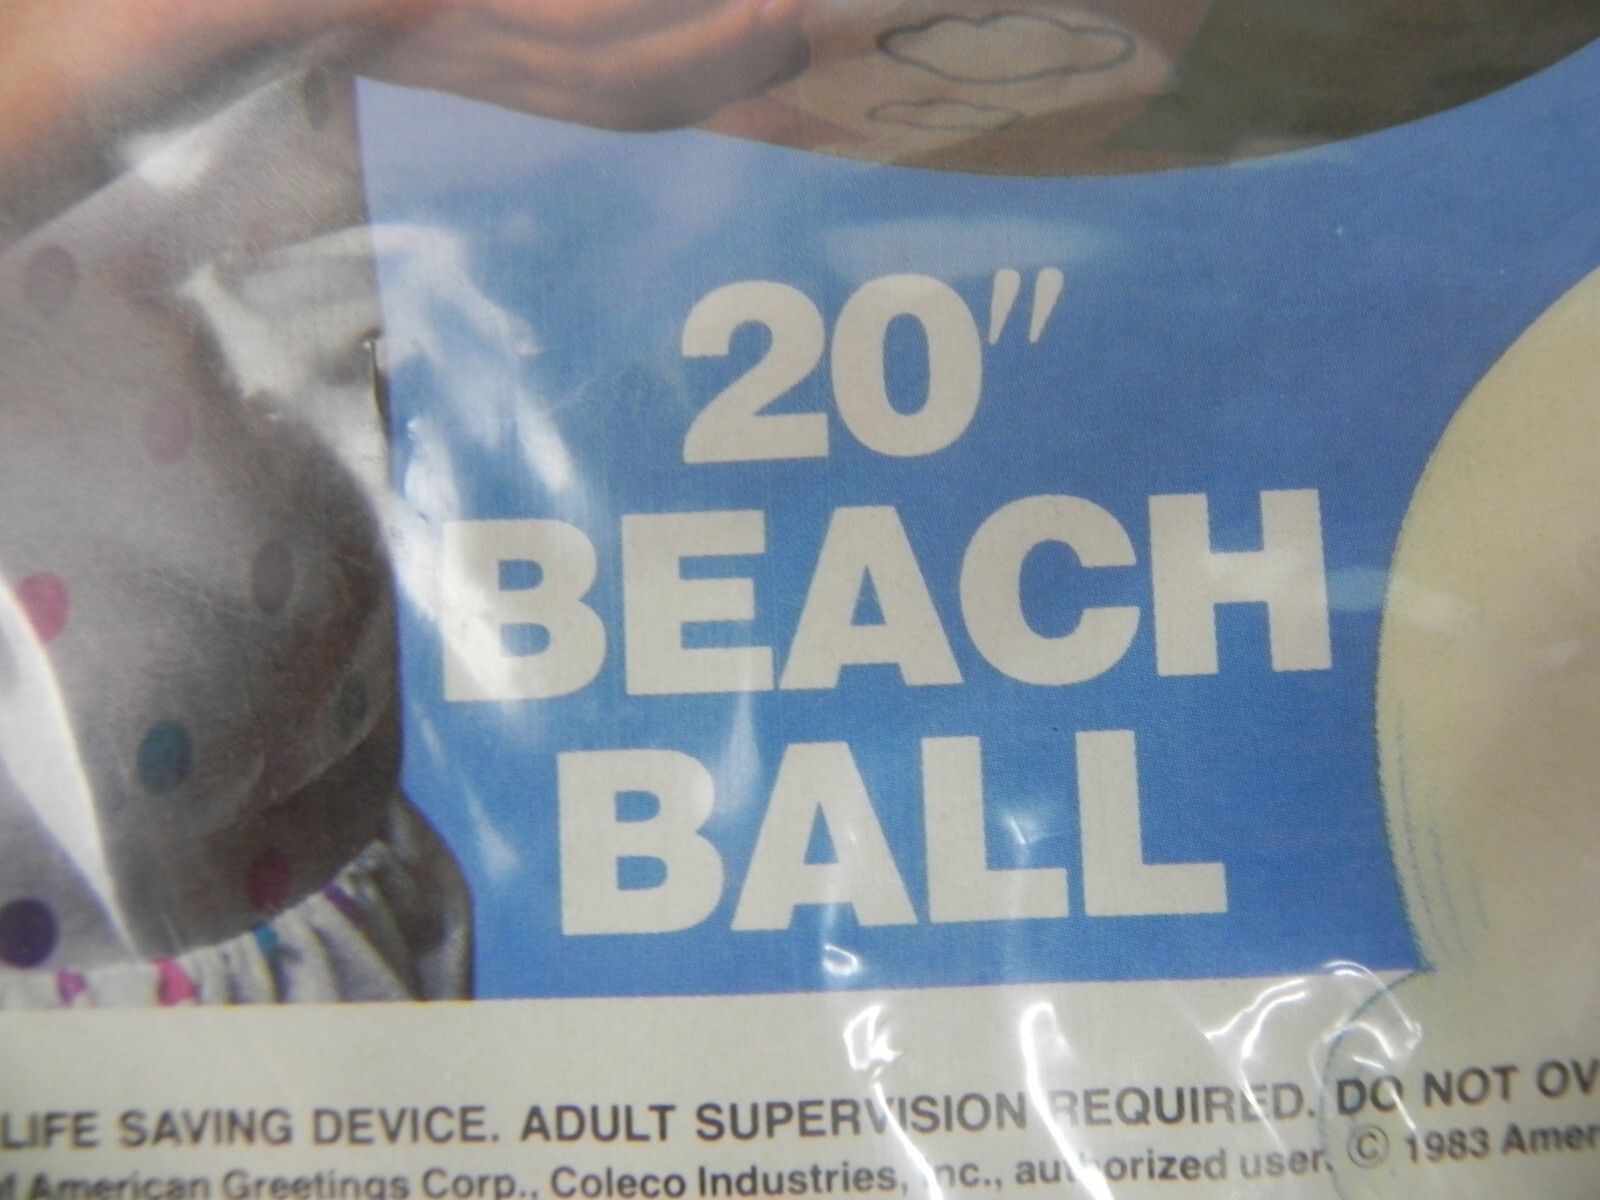 20"
BEACH
BALL
LIFE SAVING DEVICE. ADULT SUPERVISION REQUIRED. DO NOT OV
American Greetings Corp., Coleco Industries, Inc., authorized user. © 1983 Amer